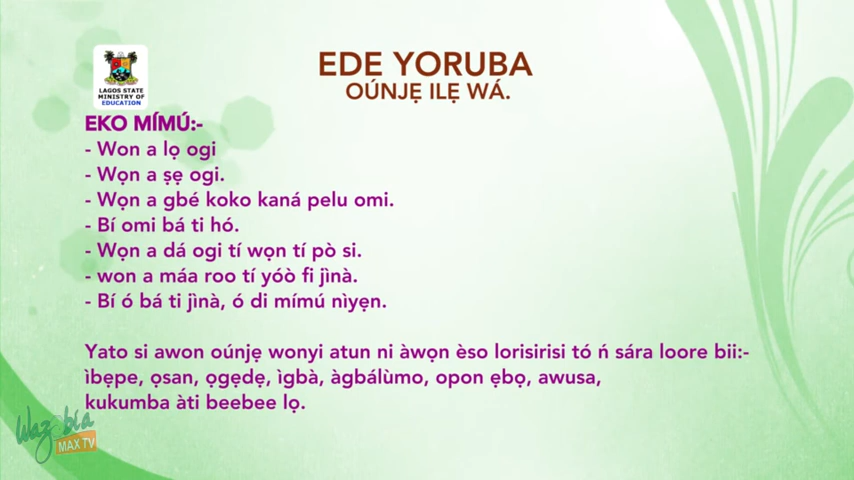 EDE YORUBA
OÚNJẸ ILẸ WÁ.
LAGOS STATE
MINISTRY OF
EDUCATION
EKO MÍMÚ:-
- Won a lọ ogi
- Wọn a ṣẹ ogi.
- Wọn a gbé koko kaná pelu omi.
- Bí omi bá ti hó.
- Wọn a dá ogi tí wọn tí pò si.
- won a máa roo tí yóò fi jìnà.
- Bí ó bá ti jìnà, ó di mímú nìyẹn.
Yato si awon oúnjẹ wonyi atun ni àwọn èso lorisirisi tó ń sára loore bii:-
ìbẹpe, ọsan, ọgẹdẹ, ìgbà, àgbálùmo, opon ẹbọ, awusa,
kukumba àti beebee lọ.
Wazobia
MAX TV